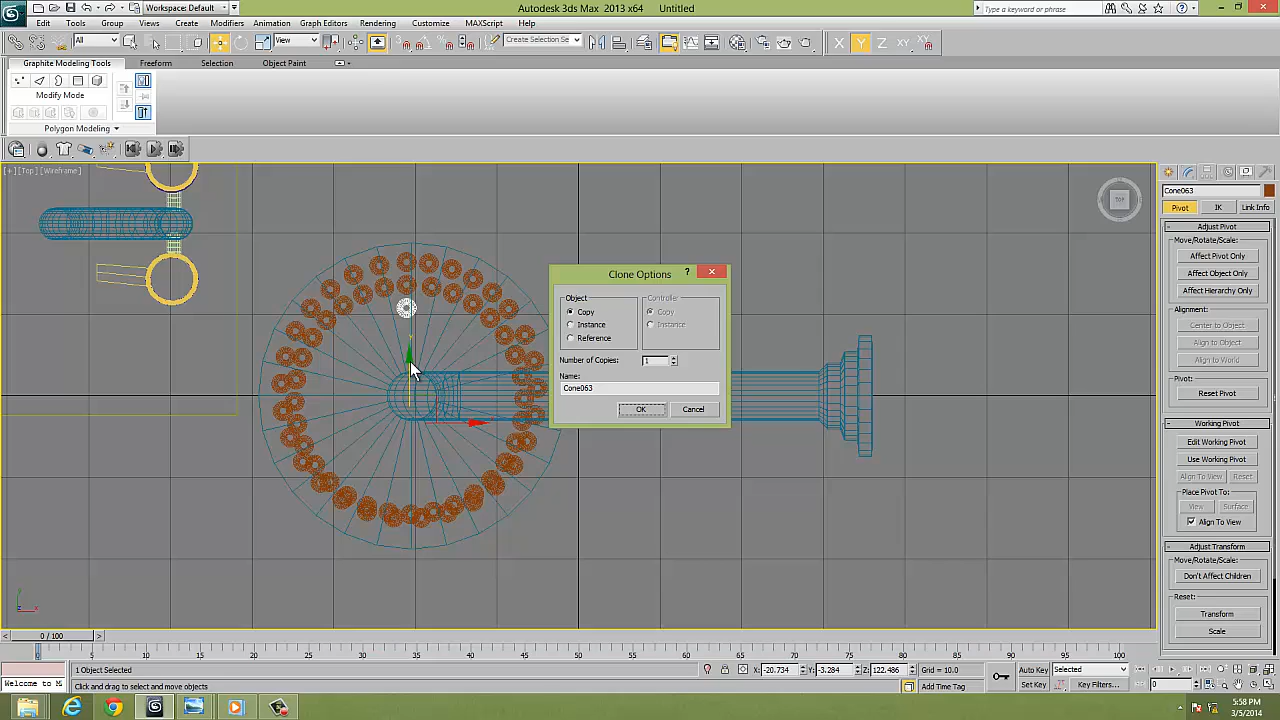 Workspace: Default
Autodesk 3ds Max 2013 x64 Untitled
Type a keyword or phrase
Edit Tools Group Views Animation Create Modifiers Graph Editors Rendering Customize MAXScript Help
All
View
Create Selection Se
X Y Z XY
Graphite Modeling Tools Freeform Selection Object Paint
Modify Mode
Polygon Modeling
[+] [Top] [Wireframe]
TOP
Cone063
Pivot IK Link Info
Adjust Pivot
Move/Rotate/Scale:
Affect Pivot Only
Affect Object Only
Affect Hierarchy Only
Alignment:
Center to Object
Align to Object
Align to World
Pivot:
Reset Pivot
Working Pivot
Edit Working Pivot
Use Working Pivot
Align To View Reset
Place Pivot To:
View Surface
Align To View
Adjust Transform
Move/Rotate/Scale:
Don't Affect Children
Reset:
Transform
Scale
Clone Options
Object Controller
Copy Copy
Instance Instance
Reference
Number of Copies: 1
Name:
Cone063
OK Cancel
0 / 100
0 5 10 15 20 25 30 35 40 45 50 55 60 65 70 75 80 85 90 95 100
1 Object Selected X: -20.734 Y: -3.284 Z: 122.486 Grid = 10.0 Auto Key Selected
Welcome to M Click and drag to select and move objects Add Time Tag Set Key Key Filters... 0
5:58 PM
3/5/2014